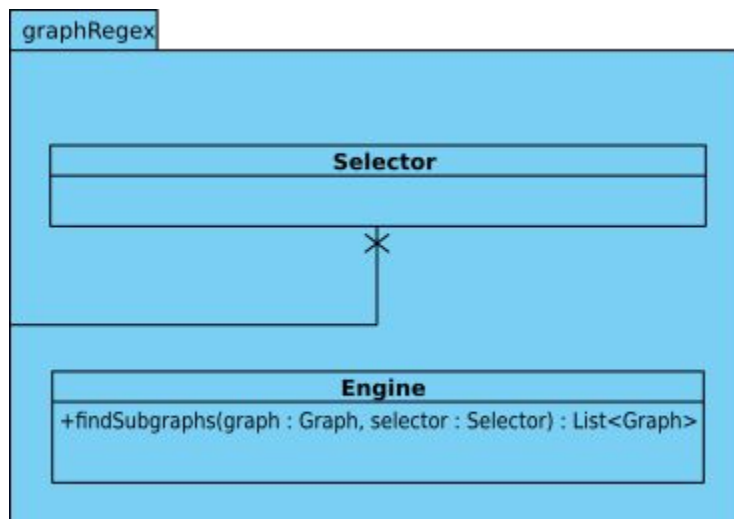 graphRegex
Selector
Engine
+findSubgraphs(graph : Graph, selector : Selector) : List<Graph>